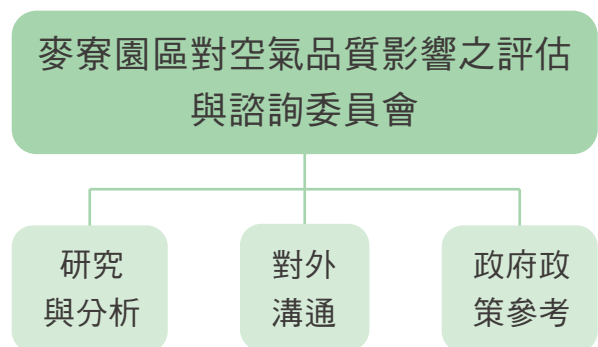 麥寮園區對空氣品質影響之評估
與諮詢委員會
研究
與分析
對外
溝通
政府政
策參考